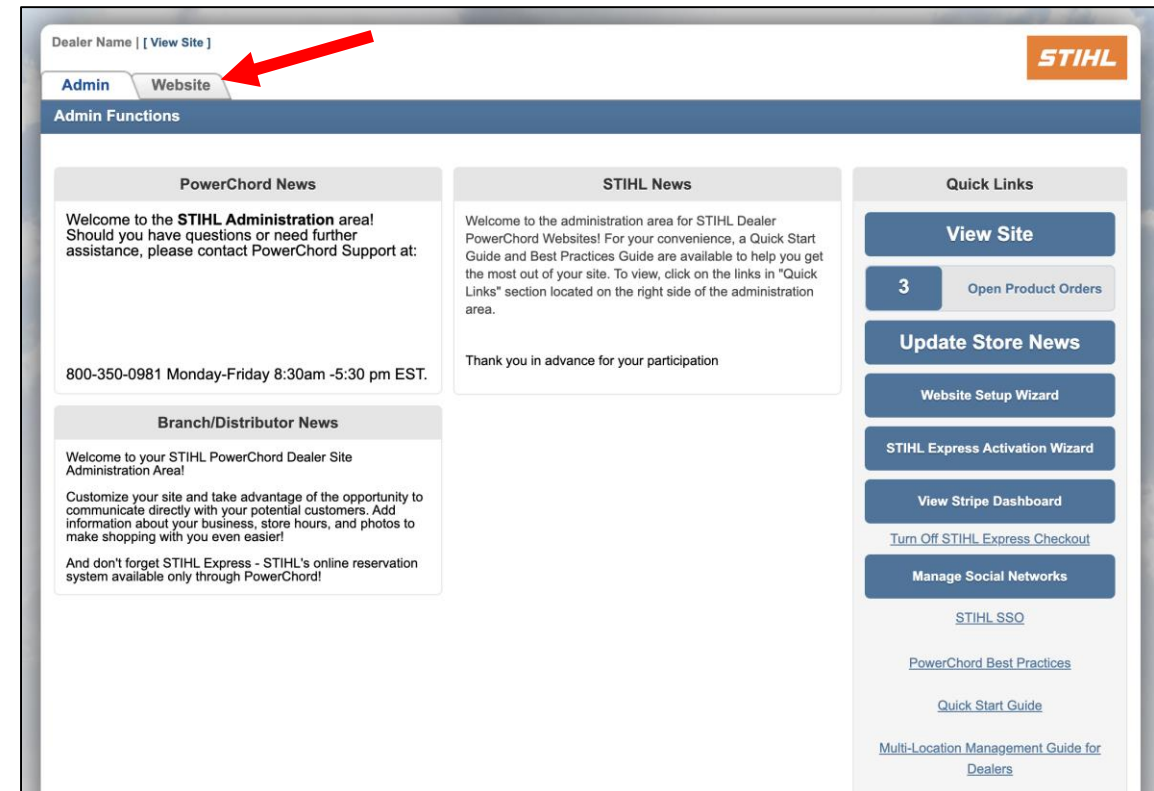 Dealer Name | [ View Site ]
STIHL
Admin
Website
Admin Functions
PowerChord News
Welcome to the STIHL Administration area!
Should you have questions or need further
assistance, please contact PowerChord Support at:
800-350-0981 Monday-Friday 8:30am -5:30 pm EST.
Branch/Distributor News
Welcome to your STIHL PowerChord Dealer Site
Administration Area!
Customize your site and take advantage of the opportunity to
communicate directly with your potential customers. Add
information about your business, store hours, and photos to
make shopping with you even easier!
And don't forget STIHL Express - STIHL's online reservation
system available only through PowerChord!
STIHL News
Welcome to the administration area for STIHL Dealer
PowerChord Websites! For your convenience, a Quick Start
Guide and Best Practices Guide are available to help you get
the most out of your site. To view, click on the links in "Quick
Links" section located on the right side of the administration
area.
Thank you in advance for your participation
Quick Links
View Site
3 Open Product Orders
Update Store News
Website Setup Wizard
STIHL Express Activation Wizard
View Stripe Dashboard
Turn Off STIHL Express Checkout
Manage Social Networks
STIHL SSO
PowerChord Best Practices
Quick Start Guide
Multi-Location Management Guide for
Dealers